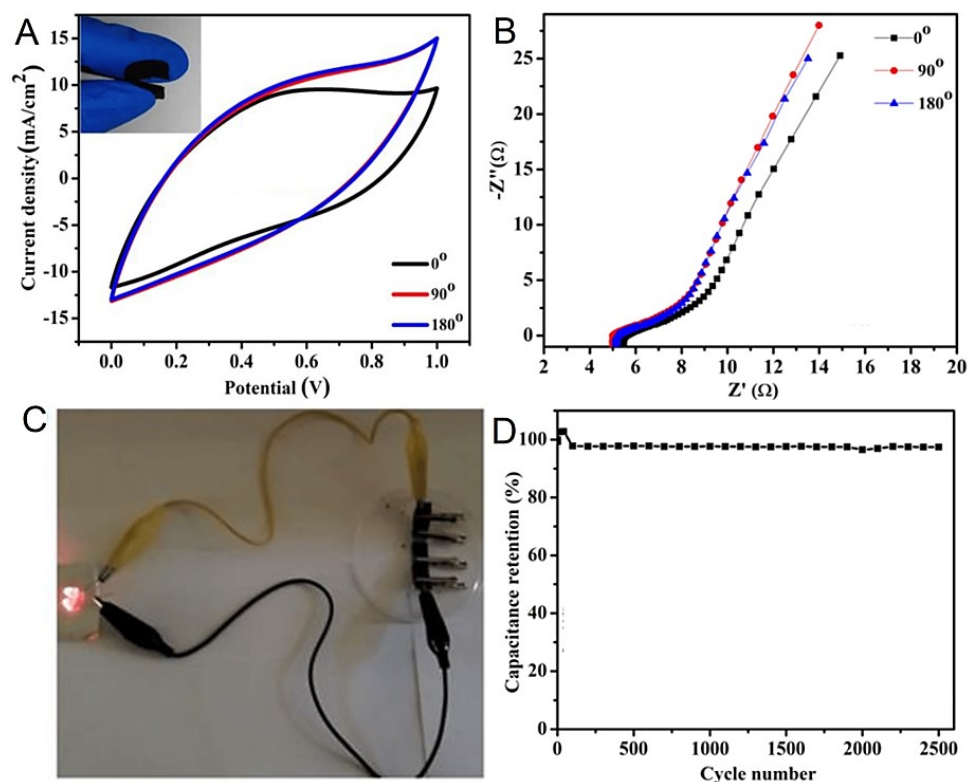 A
15
10
5
0
-5
-10
-15
Current density(mA/cm²)
0.0 0.2 0.4 0.6 0.8 1.0
Potential (V)
0°
90°
180°
B
25
20
15
10
5
0
-Z''(Ω)
2 4 6 8 10 12 14 16 18 20
Z' (Ω)
0°
90°
180°
C
D
100
80
60
40
20
0
Capacitance retention (%)
0 500 1000 1500 2000 2500
Cycle number